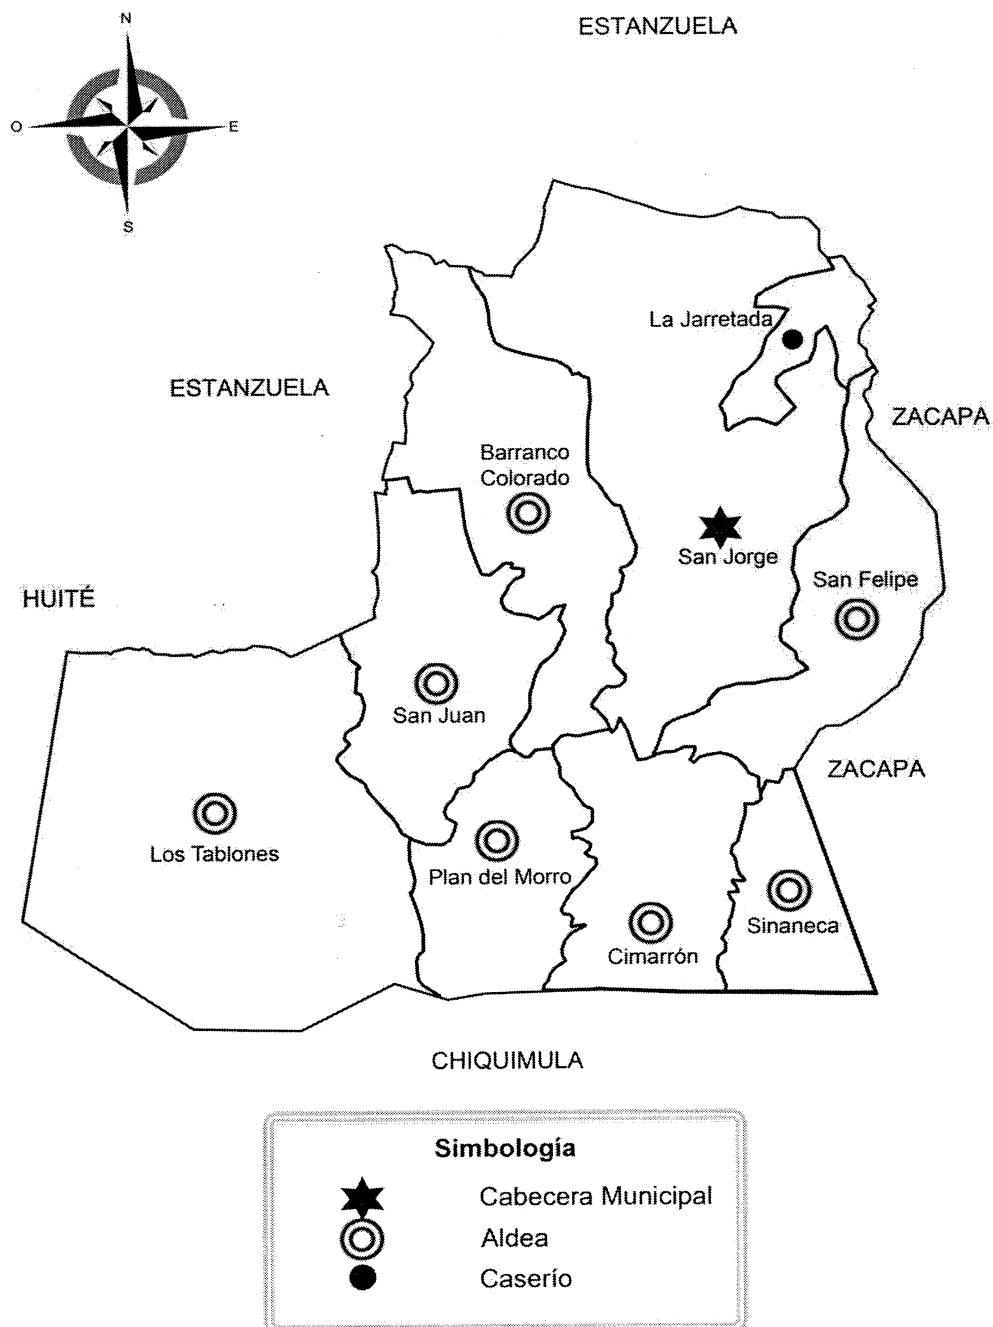 N
ESTANZUELA
O
E
S
La Jarretada
ESTANZUELA
ZACAPA
Barranco
Colorado
San Jorge
San Felipe
HUITÉ
San Juan
ZACAPA
Los Tablones
Plan del Morro
Sinaneca
Cimarrón
CHIQUIMULA
Simbología
Cabecera Municipal
Aldea
Caserío